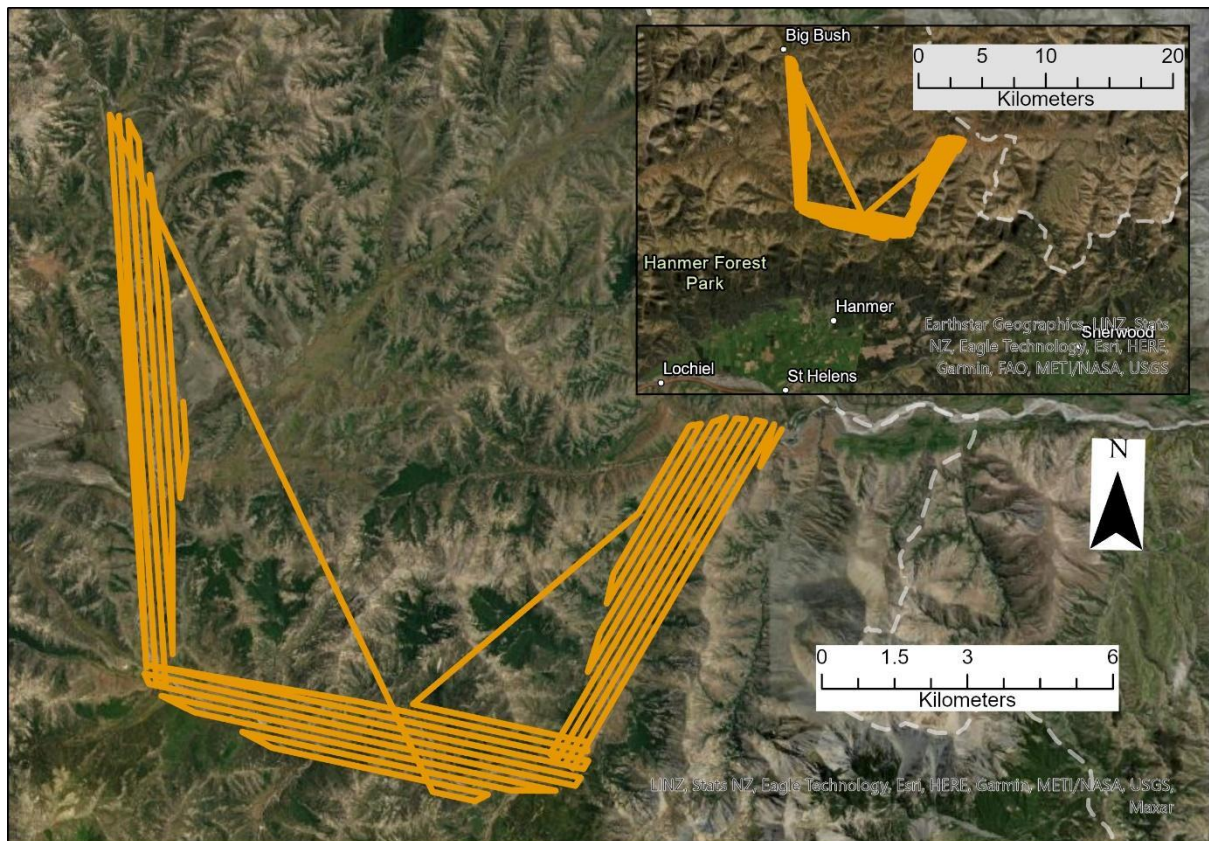 Big Bush
0 5 10 20
Kilometers
Hanmer Forest
Park
Hanmer
Earthstar Geographics, LINZ, Stats
Sherwood
NZ, Eagle Technology, Esri, HERE,
Garmin, FAO, METI/NASA, USGS
Lochiel
St Helens
N
0 1.5 3 6
Kilometers
LINZ, Stats NZ, Eagle Technology, Esri, HERE, Garmin, METI/NASA, USGS,
Maxar